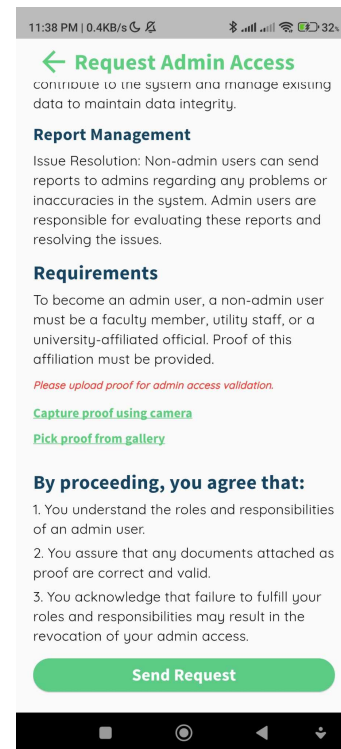 11:38 PM | 0.4KB/s
32
Request Admin Access
contribute to the system and manage existing
data to maintain data integrity.
Report Management
Issue Resolution: Non-admin users can send
reports to admins regarding any problems or
inaccuracies in the system. Admin users are
responsible for evaluating these reports and
resolving the issues.
Requirements
To become an admin user, a non-admin user
must be a faculty member, utility staff, or a
university-affiliated official. Proof of this
affiliation must be provided.
Please upload proof for admin access validation.
Capture proof using camera
Pick proof from gallery
By proceeding, you agree that:
1. You understand the roles and responsibilities
of an admin user.
2. You assure that any documents attached as
proof are correct and valid.
3. You acknowledge that failure to fulfill your
roles and responsibilities may result in the
revocation of your admin access.
Send Request